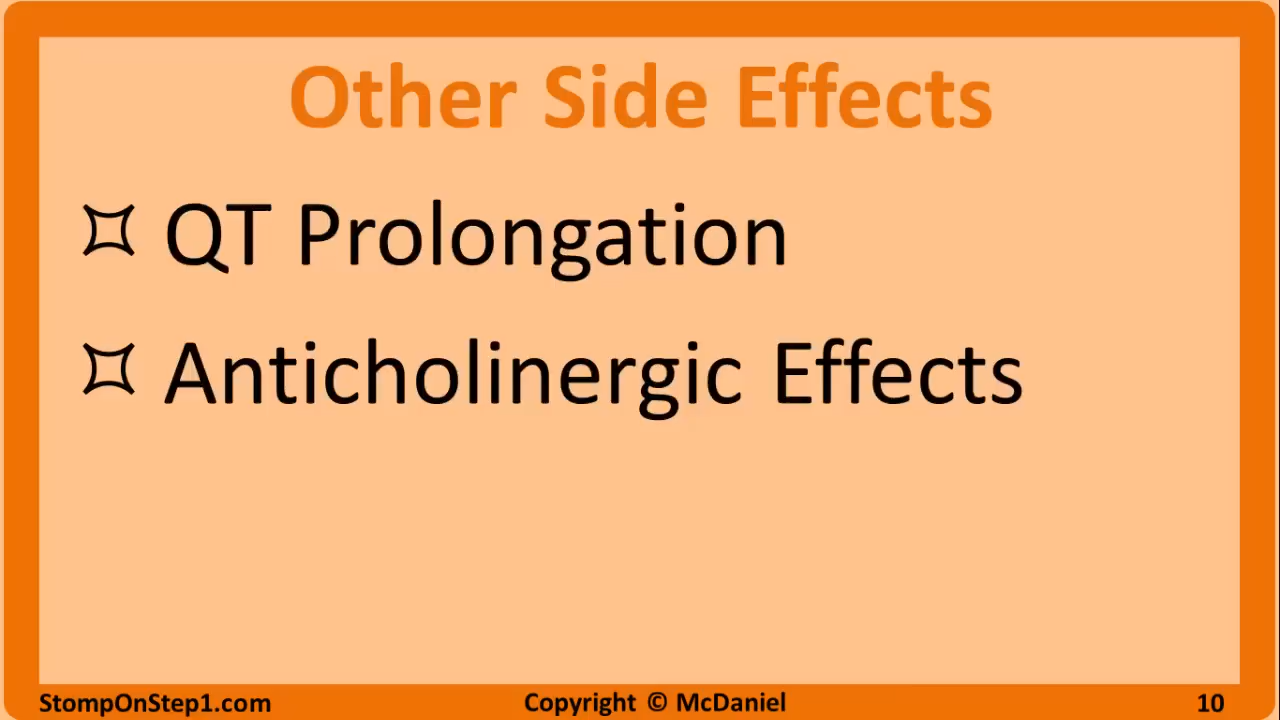 Other Side Effects
QT Prolongation
Anticholinergic Effects
StompOnStep1.com
Copyright © McDaniel
10